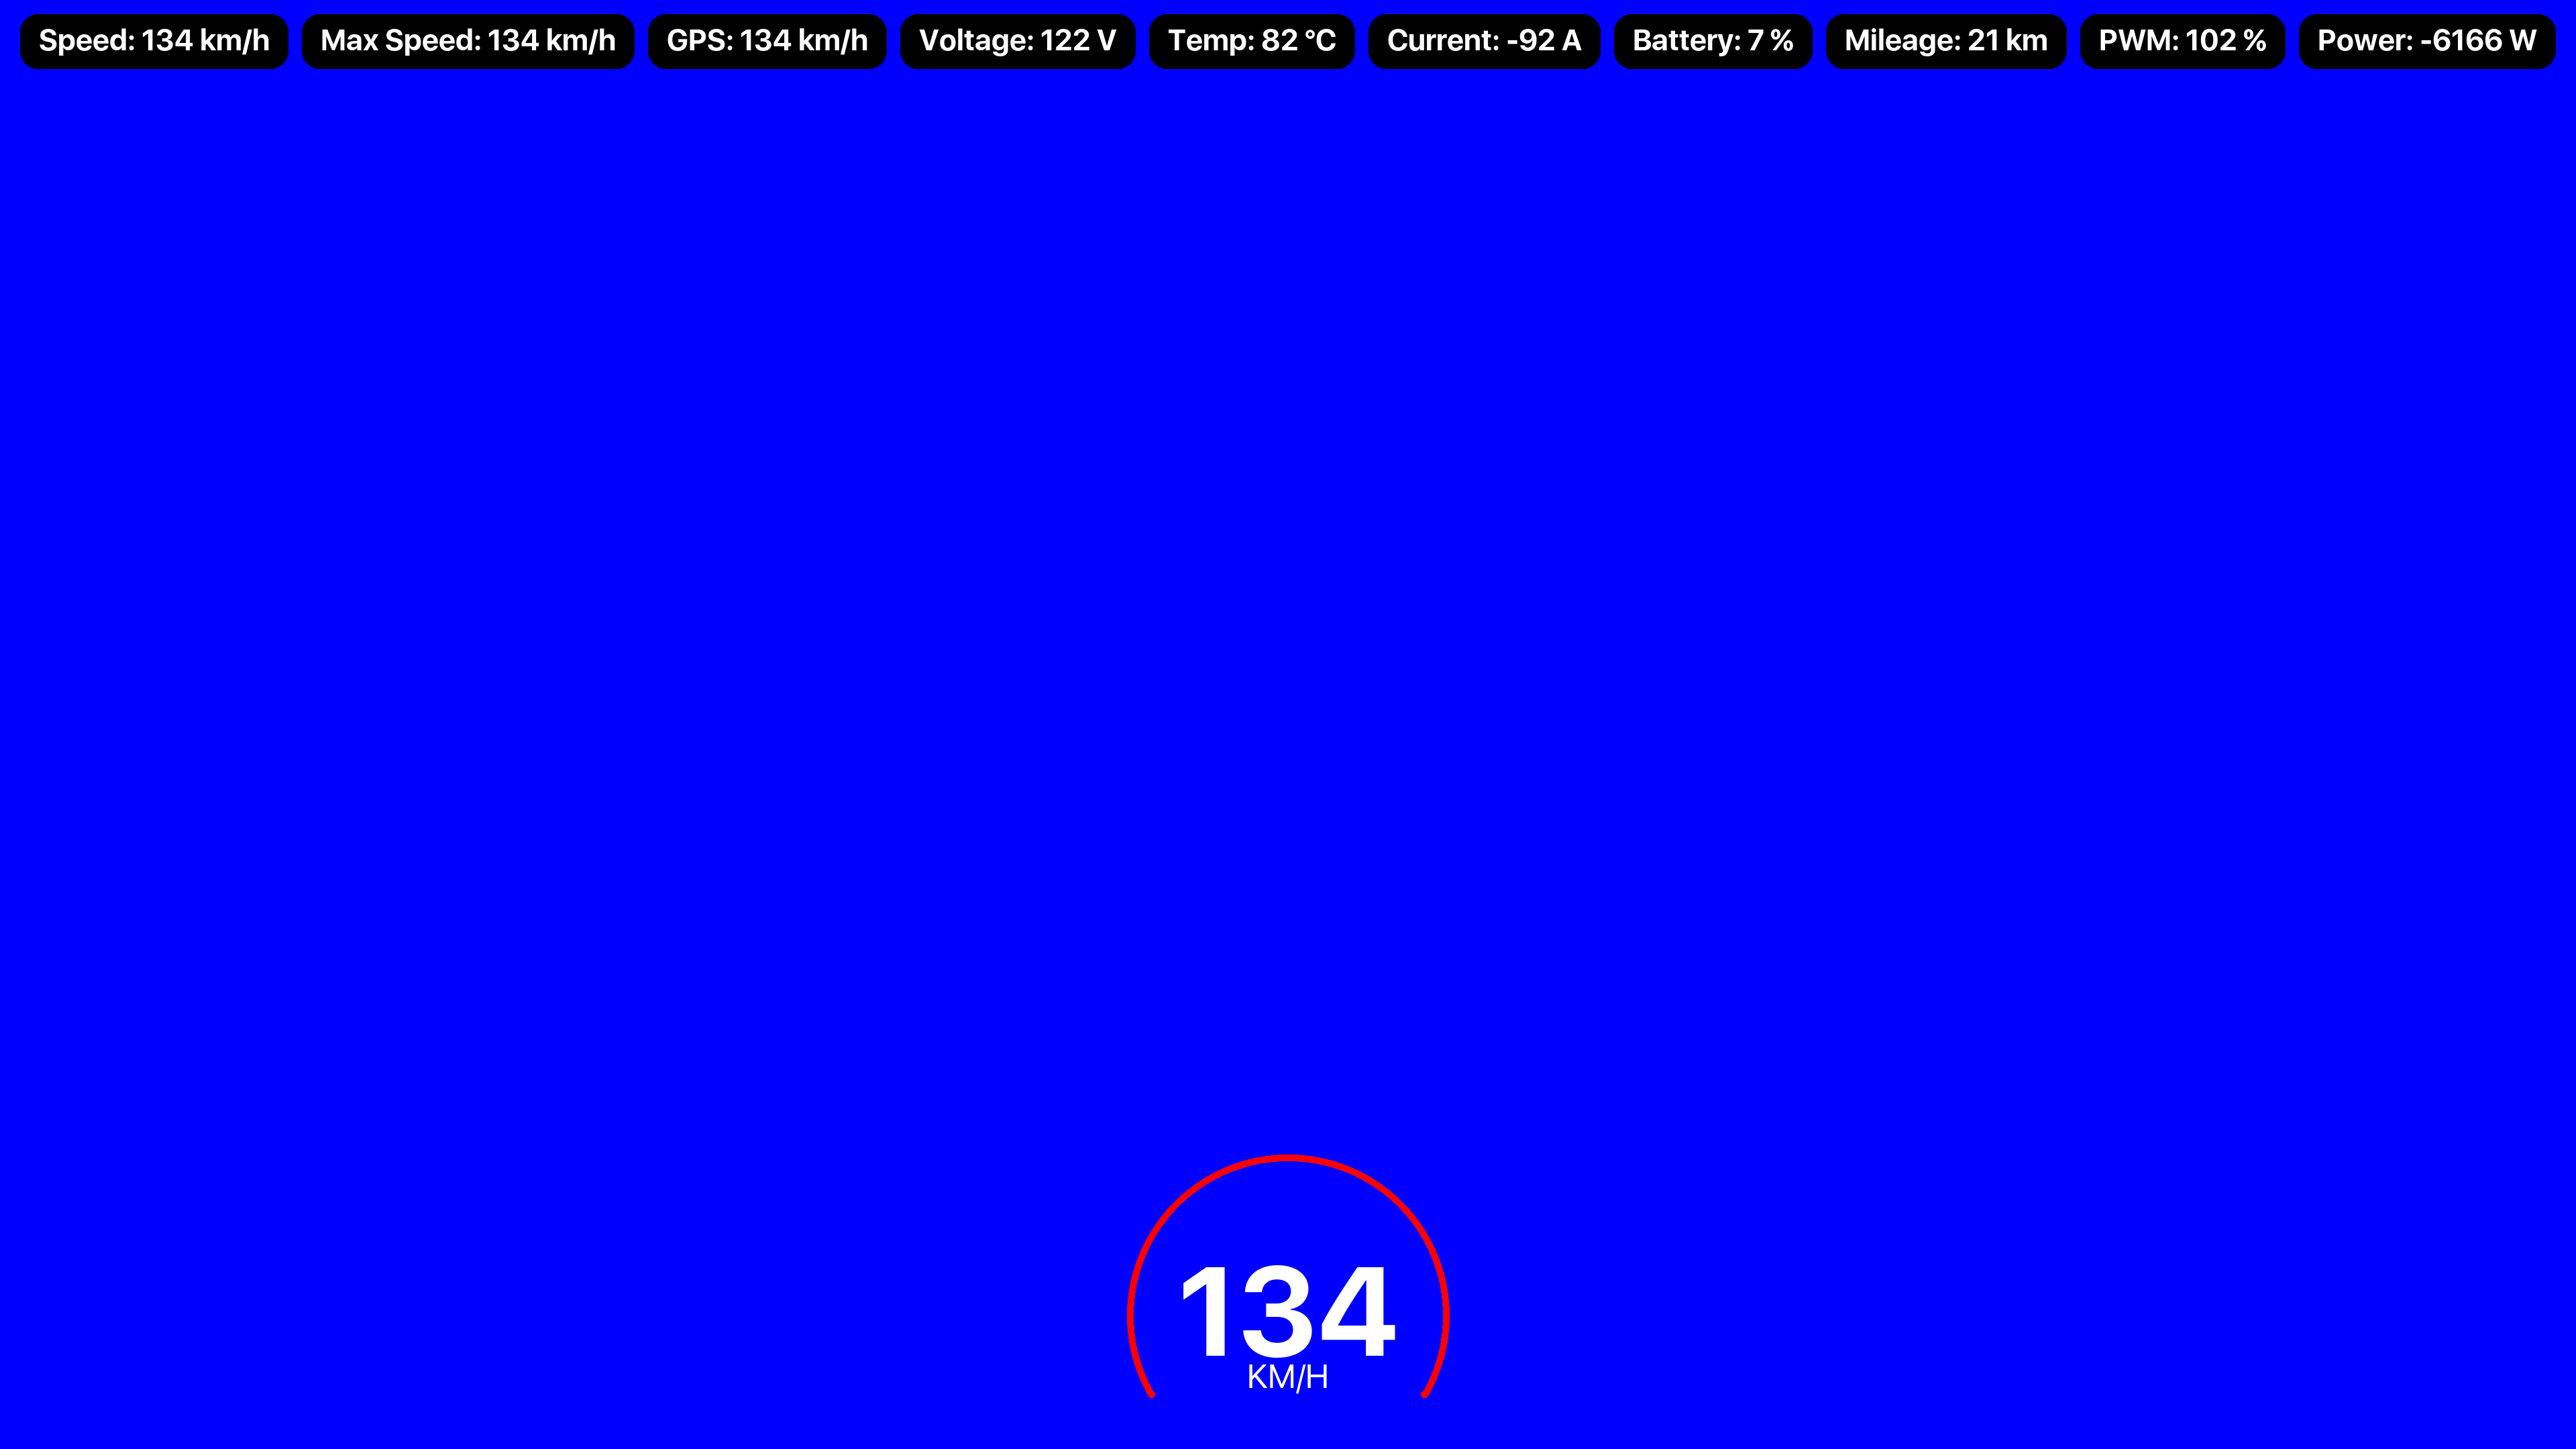 Speed: 134 km/h Max Speed: 134 km/h GPS: 134 km/h Voltage: 122 V Temp: 82 °C Current: -92 A Battery: 7 % Mileage: 21 km PWM: 102 % Power: -6166 W
134
KM/H